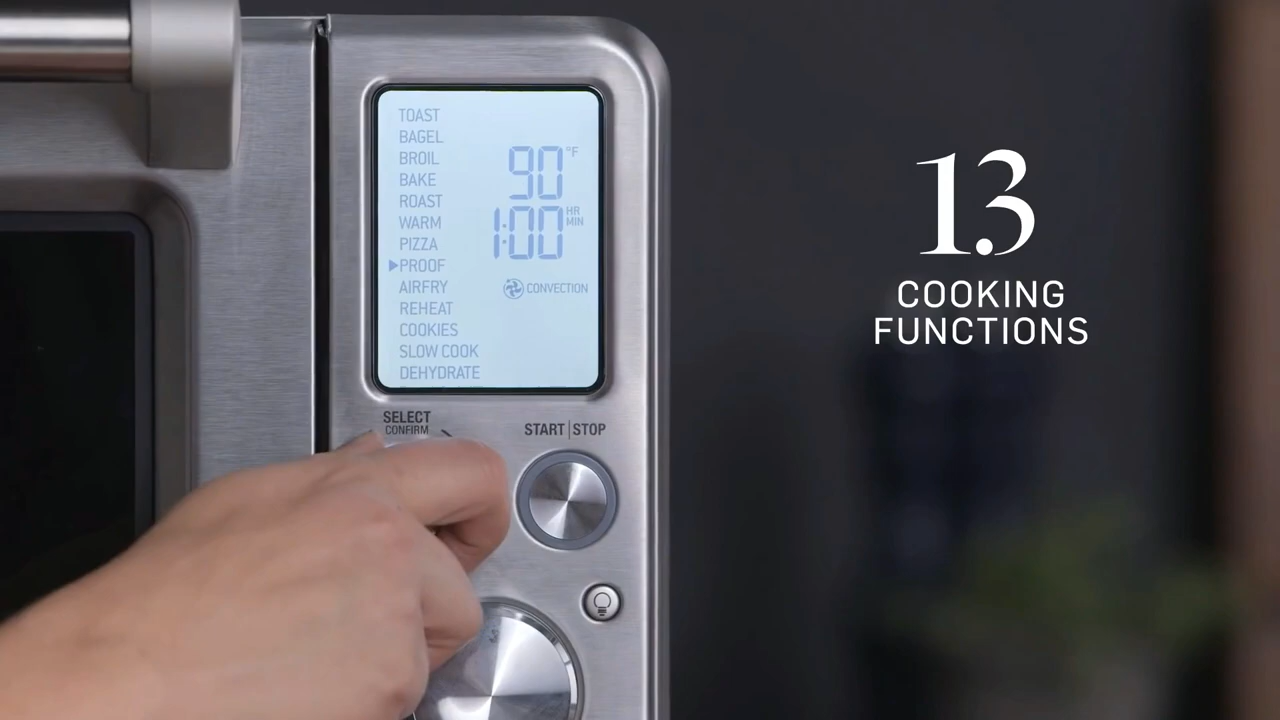 TOAST
BAGEL
BROIL
BAKE
ROAST
WARM
PIZZA
PROOF
AIRFRY
REHEAT
COOKIES
SLOW COOK
DEHYDRATE
90 °F
1:00 HR MIN
CONVECTION
SELECT
CONFIRM
START|STOP
13
COOKING
FUNCTIONS